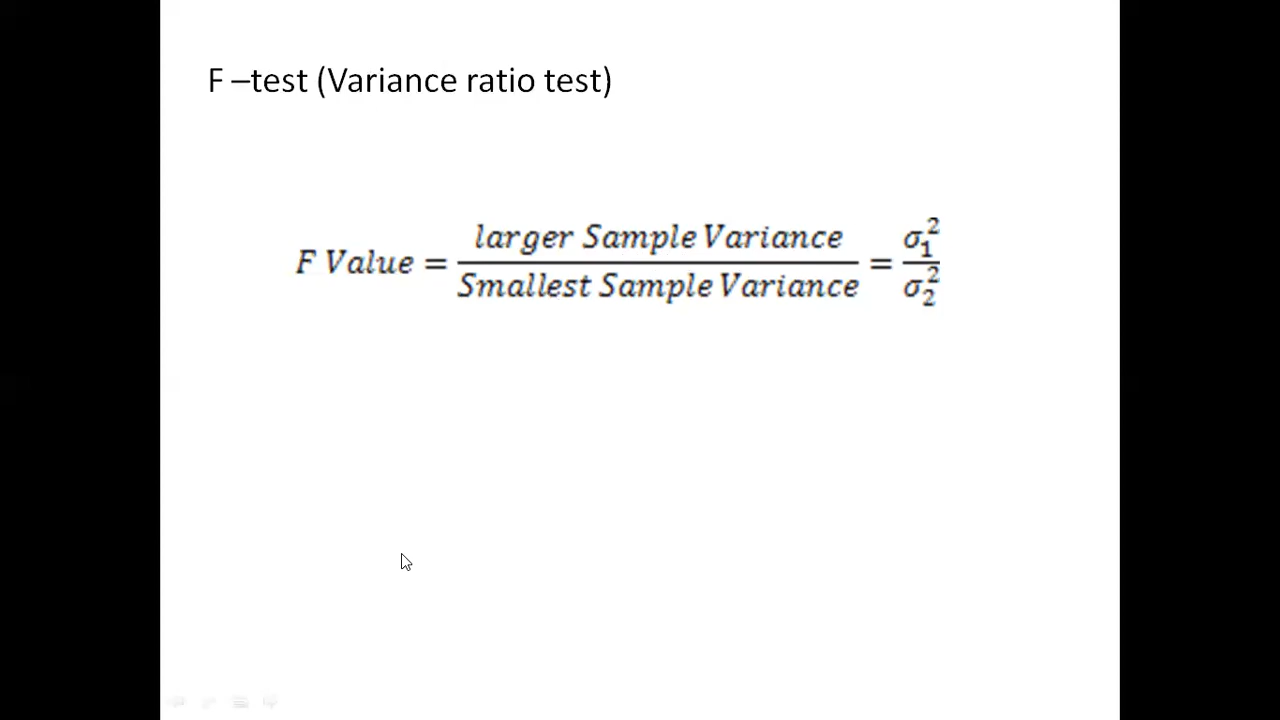 F –test (Variance ratio test)
F Value = larger Sample Variance / Smallest Sample Variance = σ₁² / σ₂²